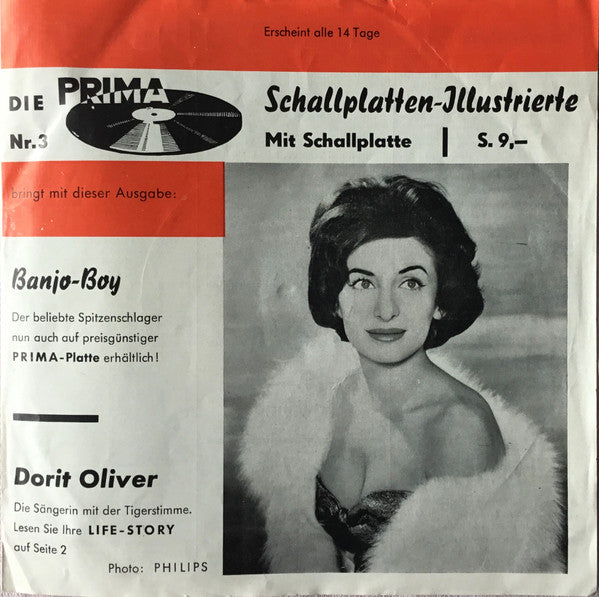 Erscheint alle 14 Tage
DIE PRIMA
Nr. 3
Schallplatten-Illustrierte
Mit Schallplatte | S. 9,—
bringt mit dieser Ausgabe:
Banjo-Boy
Der beliebte Spitzenschlager
nun auch auf preisgünstiger
PRIMA-Platte erhältlich!
Dorit Oliver
Die Sängerin mit der Tigerstimme.
Lesen Sie Ihre LIFE-STORY
auf Seite 2
Photo: PHILIPS